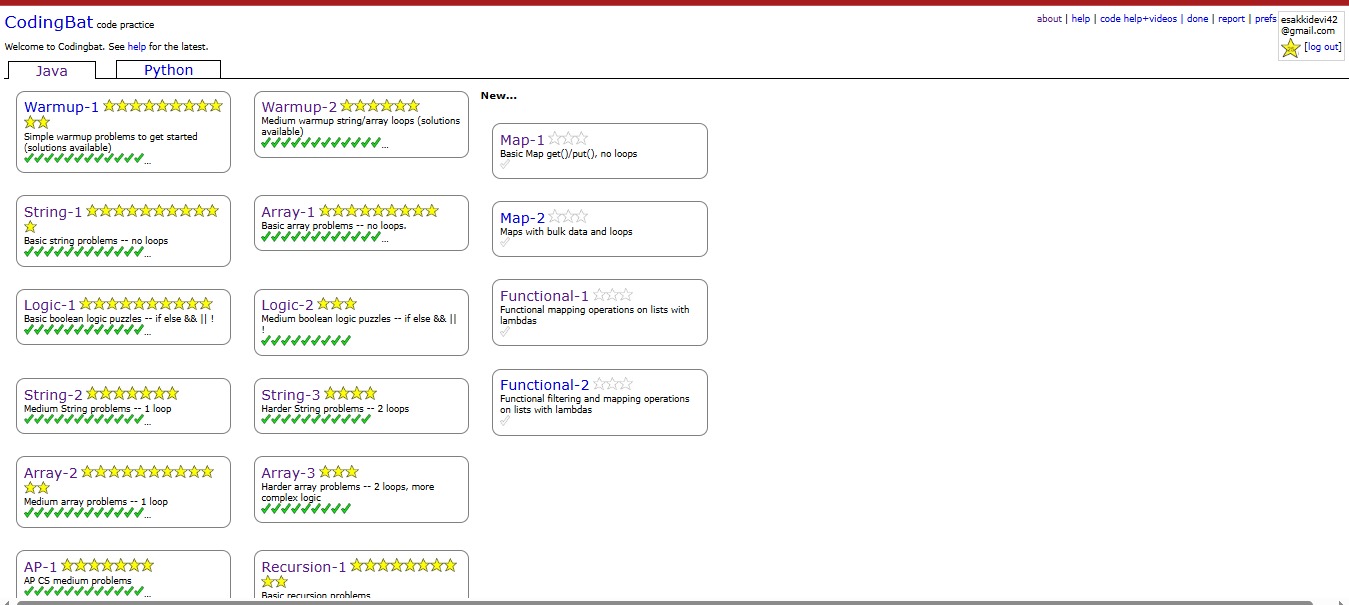 CodingBat code practice
about | help | code help+videos | done | report | prefs
esakkidevi42
@gmail.com
[log out]
Welcome to Codingbat. See help for the latest.
Java
Python
Warmup-1
Simple warmup problems to get started
(solutions available)
...
Warmup-2
Medium warmup string/array loops (solutions
available)
...
New...
Map-1
Basic Map get()/put(), no loops
String-1
Basic string problems -- no loops
...
Array-1
Basic array problems -- no loops.
...
Map-2
Maps with bulk data and loops
Logic-1
Basic boolean logic puzzles -- if else && || !
...
Logic-2
Medium boolean logic puzzles -- if else && ||
!
Functional-1
Functional mapping operations on lists with
lambdas
String-2
Medium String problems -- 1 loop
...
String-3
Harder String problems -- 2 loops
Functional-2
Functional filtering and mapping operations
on lists with lambdas
Array-2
Medium array problems -- 1 loop
...
Array-3
Harder array problems -- 2 loops, more
complex logic
AP-1
AP CS medium problems
...
Recursion-1
Basic recursion problems